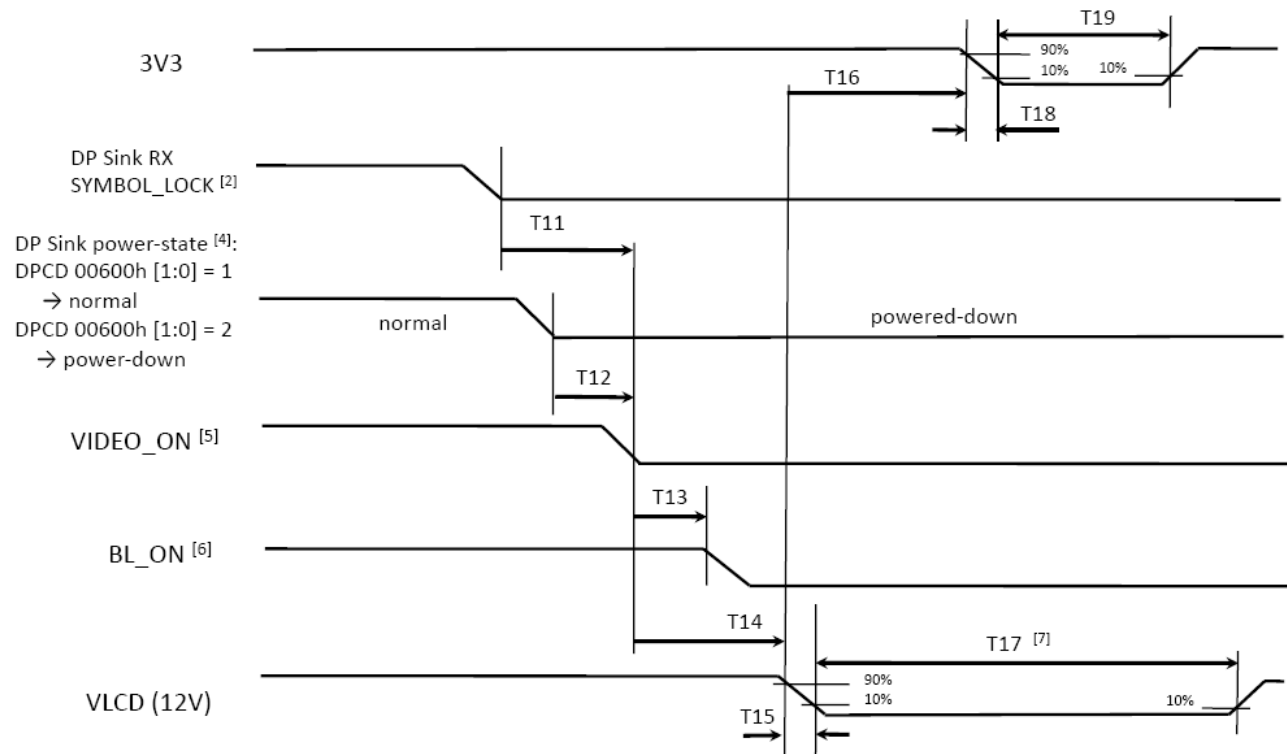 T19
3V3
90%
10%
10%
T16
T18
DP Sink RX
SYMBOL_LOCK [2]
T11
DP Sink power-state [4]:
DPCD 00600h [1:0] = 1
→ normal
DPCD 00600h [1:0] = 2
→ power-down
normal
powered-down
T12
VIDEO_ON [5]
T13
BL_ON [6]
T14
T17 [7]
VLCD (12V)
90%
10%
10%
T15